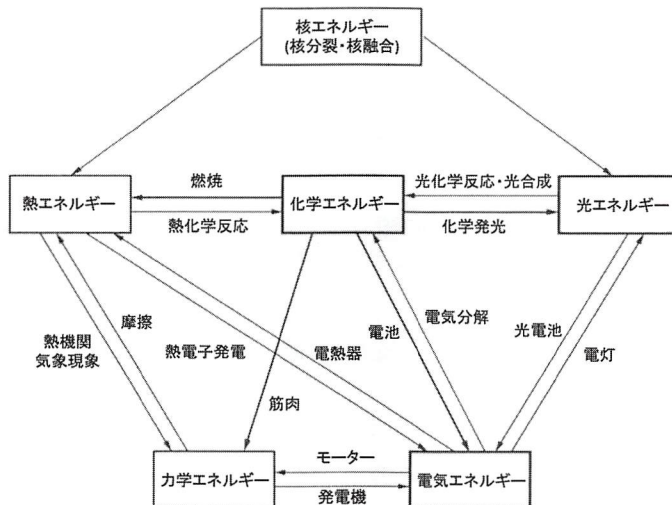 核エネルギー
(核分裂・核融合)
燃焼
光化学反応・光合成
熱エネルギー
化学エネルギー
光エネルギー
熱化学反応
化学発光
熱機関
気象現象
摩擦
熱電子発電
電熱器
電池
電気分解
光電池
電灯
筋肉
モーター
力学エネルギー
電気エネルギー
発電機